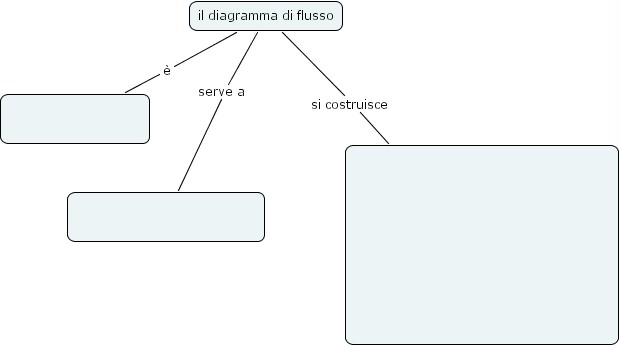 il diagramma di flusso
è
serve a
si costruisce